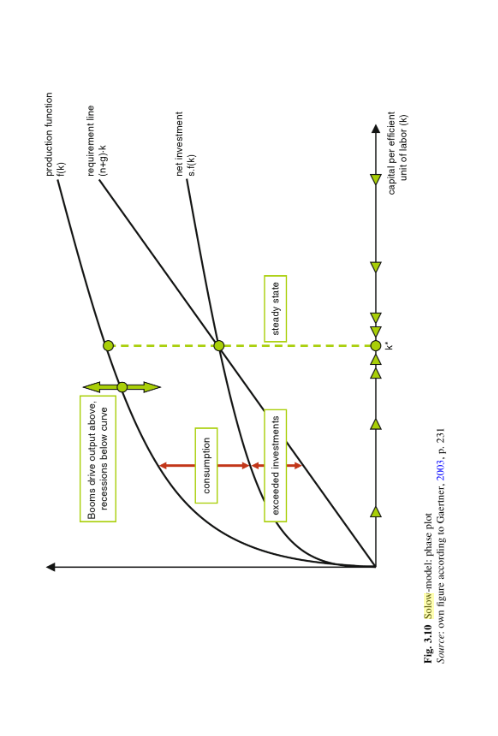 production function
f(k)
requirement line
(n+g)·k
net investment
s.f(k)
capital per efficient
unit of labor (k)
steady state
k*
Booms drive output above,
recessions below curve
consumption
exceeded investments
Fig. 3.10 Solow-model: phase plot
Source: own figure according to Gaertner, 2003, p. 231